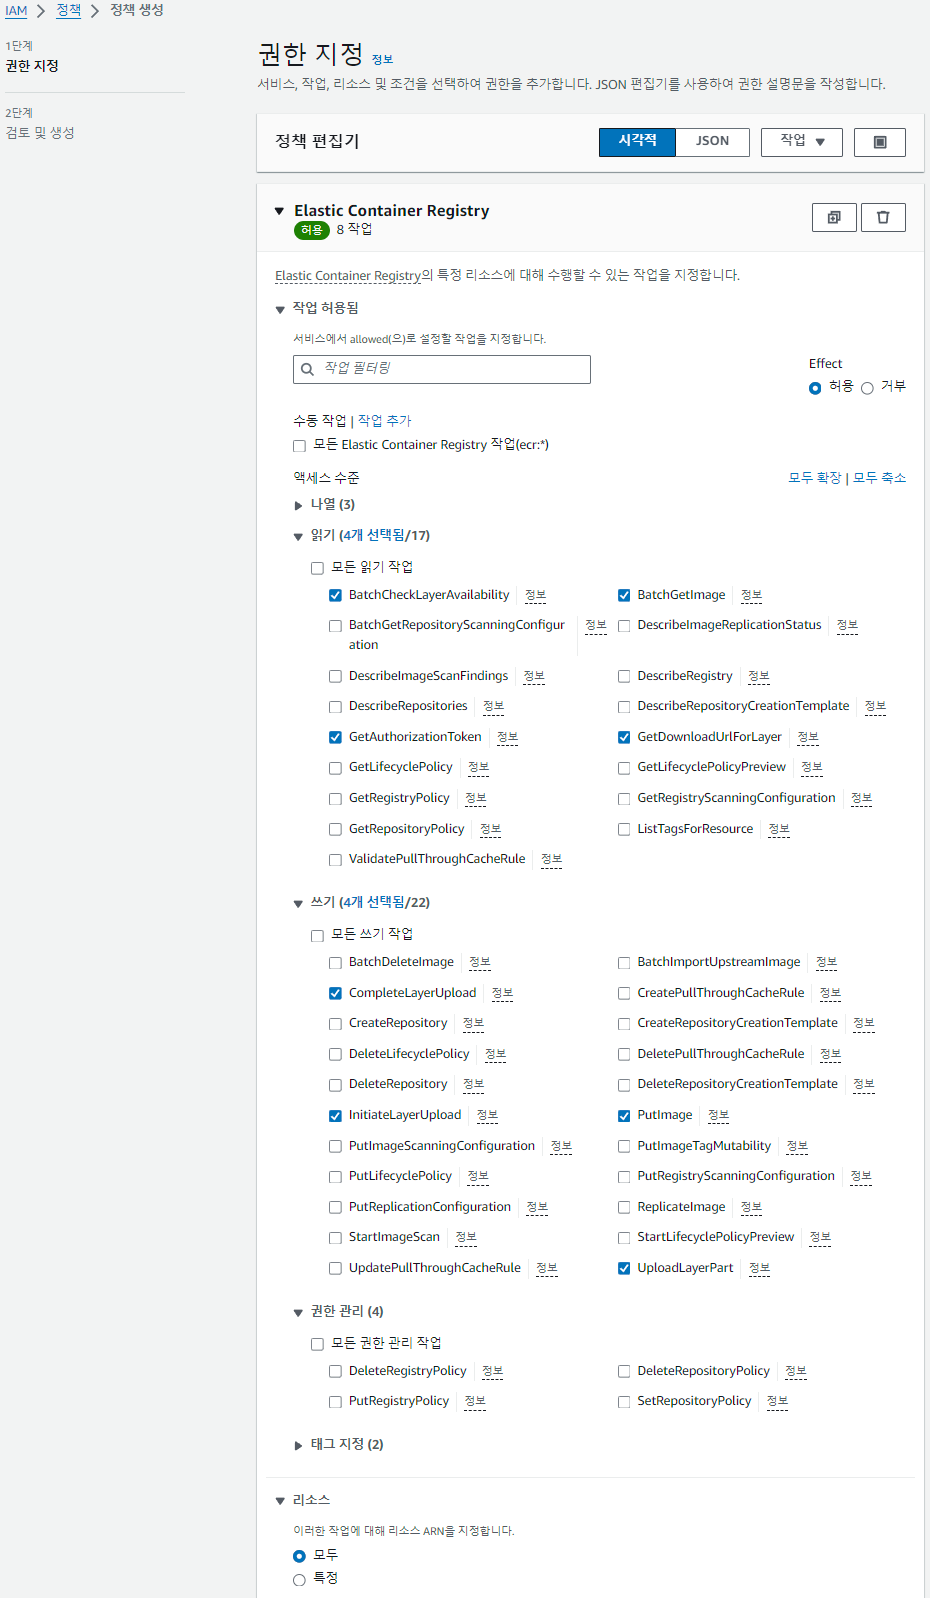 IAM > 정책 > 정책 생성
1단계
권한 지정
2단계
검토 및 생성
권한 지정 정보
서비스, 작업, 리소스 및 조건을 선택하여 권한을 추가합니다. JSON 편집기를 사용하여 권한 설명문을 작성합니다.
정책 편집기 시각적 JSON 작업
Elastic Container Registry
허용 8 작업
Elastic Container Registry의 특정 리소스에 대해 수행할 수 있는 작업을 지정합니다.
작업 허용됨
서비스에서 allowed(으)로 설정할 작업을 지정합니다.
작업 필터링
Effect
허용 거부
수동 작업 | 작업 추가
모든 Elastic Container Registry 작업(ecr:*)
액세스 수준 모두 확장 | 모두 축소
나열 (3)
읽기 (4개 선택됨/17)
모든 읽기 작업
BatchCheckLayerAvailability 정보 BatchGetImage 정보
BatchGetRepositoryScanningConfigur 정보 DescribeImageReplicationStatus 정보
ation
DescribeImageScanFindings 정보 DescribeRegistry 정보
DescribeRepositories 정보 DescribeRepositoryCreationTemplate 정보
GetAuthorizationToken 정보 GetDownloadUrlForLayer 정보
GetLifecyclePolicy 정보 GetLifecyclePolicyPreview 정보
GetRegistryPolicy 정보 GetRegistryScanningConfiguration 정보
GetRepositoryPolicy 정보 ListTagsForResource 정보
ValidatePullThroughCacheRule 정보
쓰기 (4개 선택됨/22)
모든 쓰기 작업
BatchDeleteImage 정보 BatchImportUpstreamImage 정보
CompleteLayerUpload 정보 CreatePullThroughCacheRule 정보
CreateRepository 정보 CreateRepositoryCreationTemplate 정보
DeleteLifecyclePolicy 정보 DeletePullThroughCacheRule 정보
DeleteRepository 정보 DeleteRepositoryCreationTemplate 정보
InitiateLayerUpload 정보 PutImage 정보
PutImageScanningConfiguration 정보 PutImageTagMutability 정보
PutLifecyclePolicy 정보 PutRegistryScanningConfiguration 정보
PutReplicationConfiguration 정보 ReplicateImage 정보
StartImageScan 정보 StartLifecyclePolicyPreview 정보
UpdatePullThroughCacheRule 정보 UploadLayerPart 정보
권한 관리 (4)
모든 권한 관리 작업
DeleteRegistryPolicy 정보 DeleteRepositoryPolicy 정보
PutRegistryPolicy 정보 SetRepositoryPolicy 정보
태그 지정 (2)
리소스
이러한 작업에 대해 리소스 ARN을 지정합니다.
모두
특정